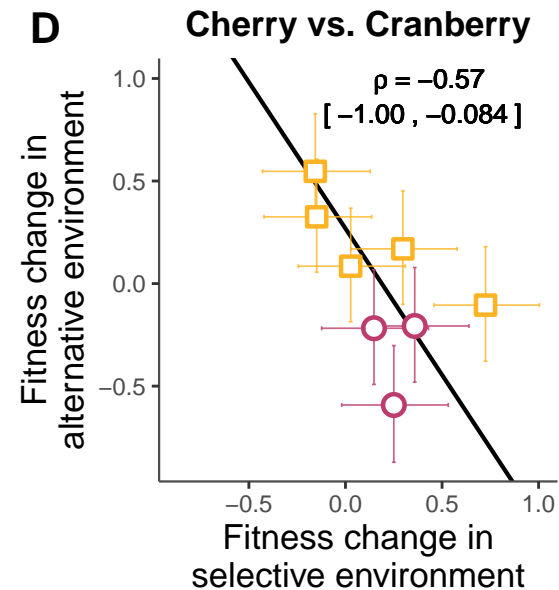 D
Cherry vs. Cranberry
ρ = −0.57
[ −1.00 , −0.084 ]
Fitness change in
alternative environment
1.0
0.5
0.0
−0.5
−0.5 0.0 0.5 1.0
Fitness change in
selective environment